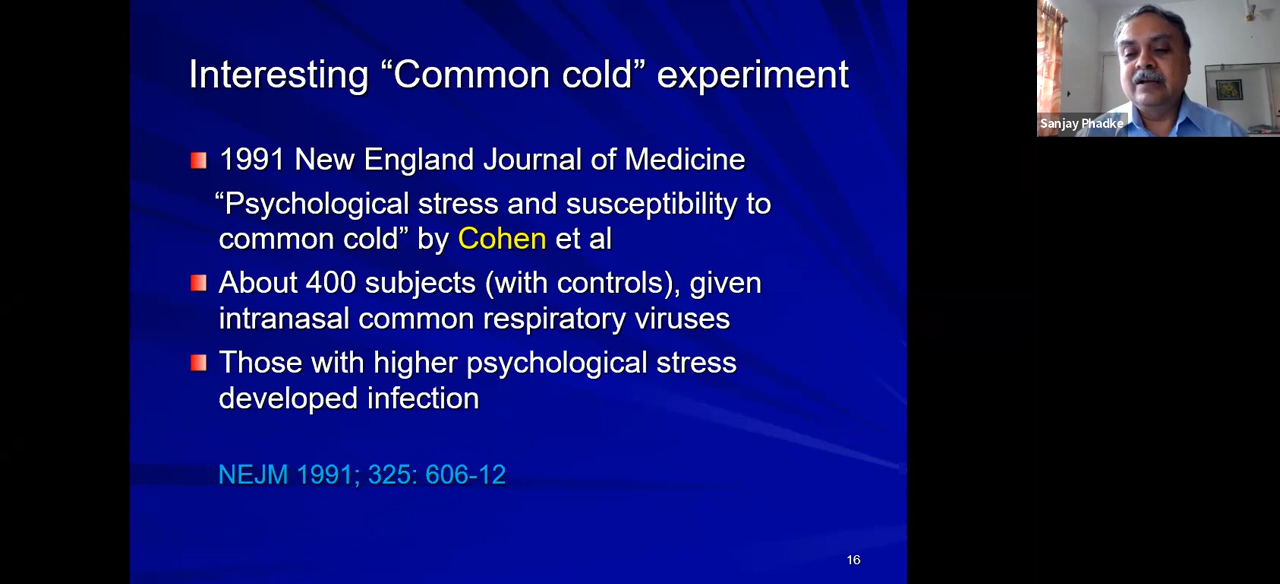 Interesting “Common cold” experiment
1991 New England Journal of Medicine
“Psychological stress and susceptibility to
common cold” by Cohen et al
About 400 subjects (with controls), given
intranasal common respiratory viruses
Those with higher psychological stress
developed infection
NEJM 1991; 325: 606-12
16
Sanjay Phadke